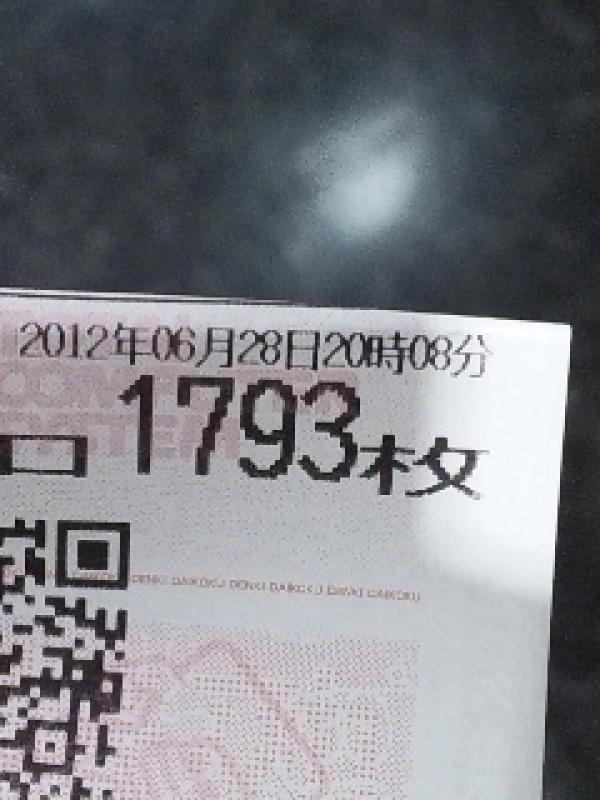 2012年06月28日20時08分
1793枚
DENKI DAIKOKU DENKI DAIKOKU DENKI DAIKOKU